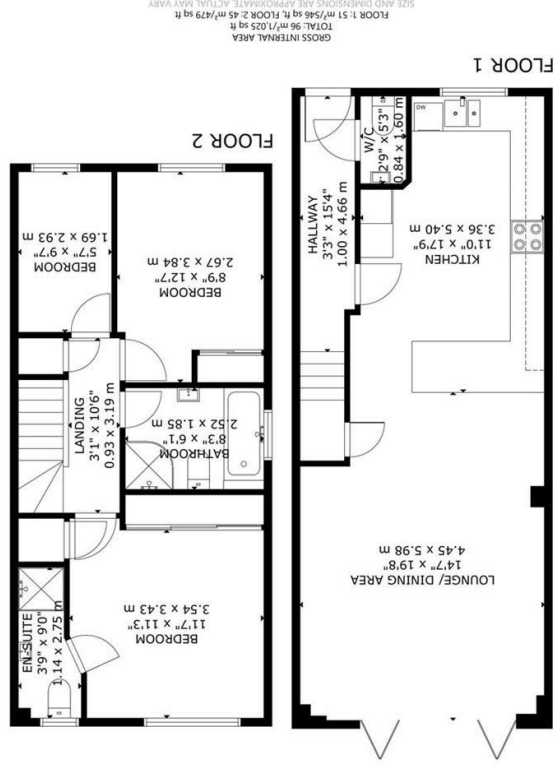 FLOOR 1
W/C
2'9" x 5'3"
0.84 x 1.60 m
DW
HALLWAY
3'3" x 15'4"
1.00 x 4.66 m
KITCHEN
11'0" x 17'9"
3.36 x 5.40 m
LOUNGE/ DINING AREA
14'7" x 19'8"
4.45 x 5.98 m
FLOOR 2
BEDROOM
5'7" x 9'7"
1.69 x 2.93 m
BEDROOM
8'9" x 12'7"
2.67 x 3.84 m
LANDING
3'1" x 10'6"
0.93 x 3.19 m
BATHROOM
8'3" x 6'1"
2.52 x 1.85 m
BEDROOM
11'7" x 11'3"
3.54 x 3.43 m
EN-SUITE
3'9" x 9'0"
1.14 x 2.75 m
GROSS INTERNAL AREA
TOTAL: 96 m²/1,025 sq ft
FLOOR 1: 51 m²/546 sq ft, FLOOR 2: 45 m²/479 sq ft
SIZE AND DIMENSIONS ARE APPROXIMATE, ACTUAL MAY VARY